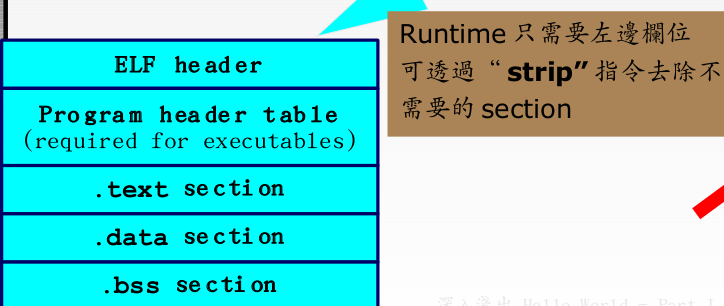 Runtime 只需要左邊欄位
可透過“strip”指令去除不
需要的 section
ELF header
Program header table
(required for executables)
.text section
.data section
.bss section
深入淺出 Hello World - Part I